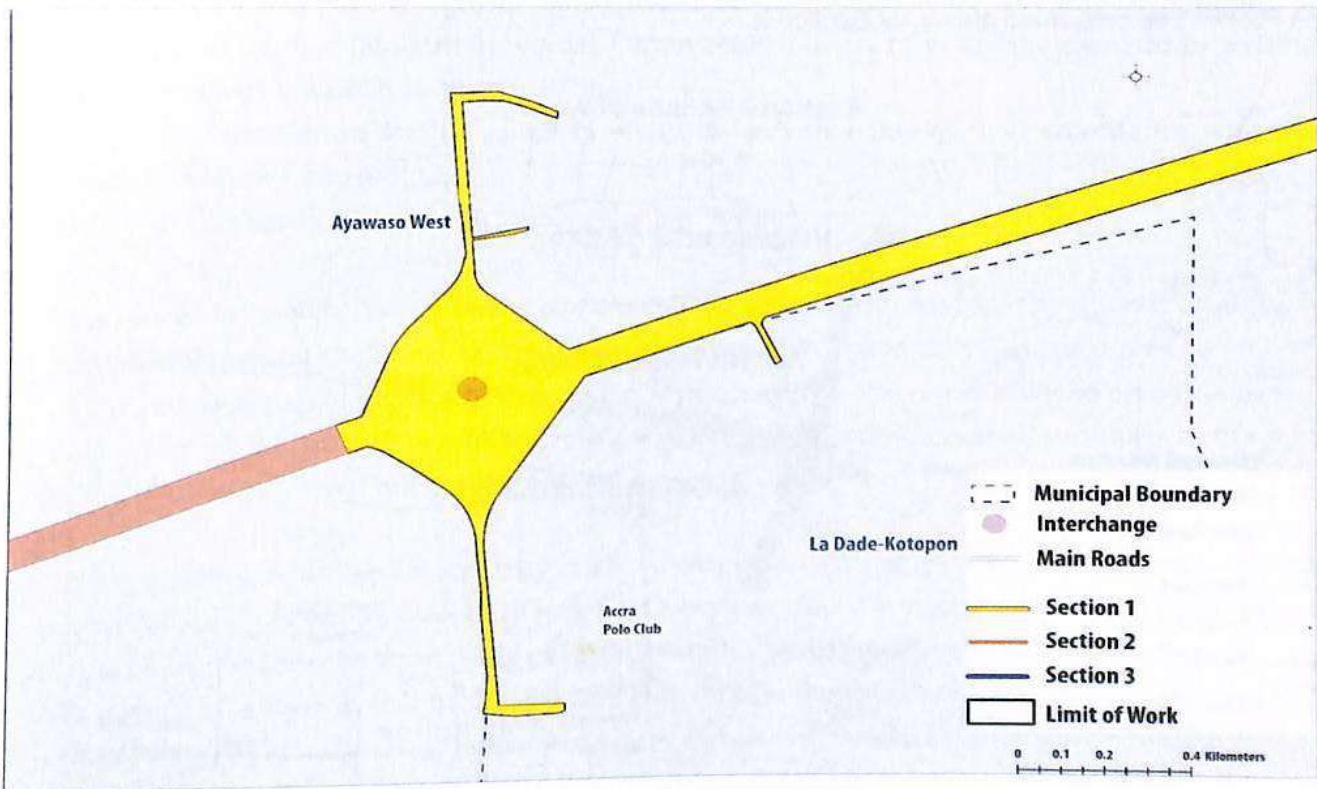 Ayawaso West
Municipal Boundary
Interchange
La Dade-Kotopon
Main Roads
Accra
Polo Club
Section 1
Section 2
Section 3
Limit of Work
0 0.1 0.2 0.4 Kilometers